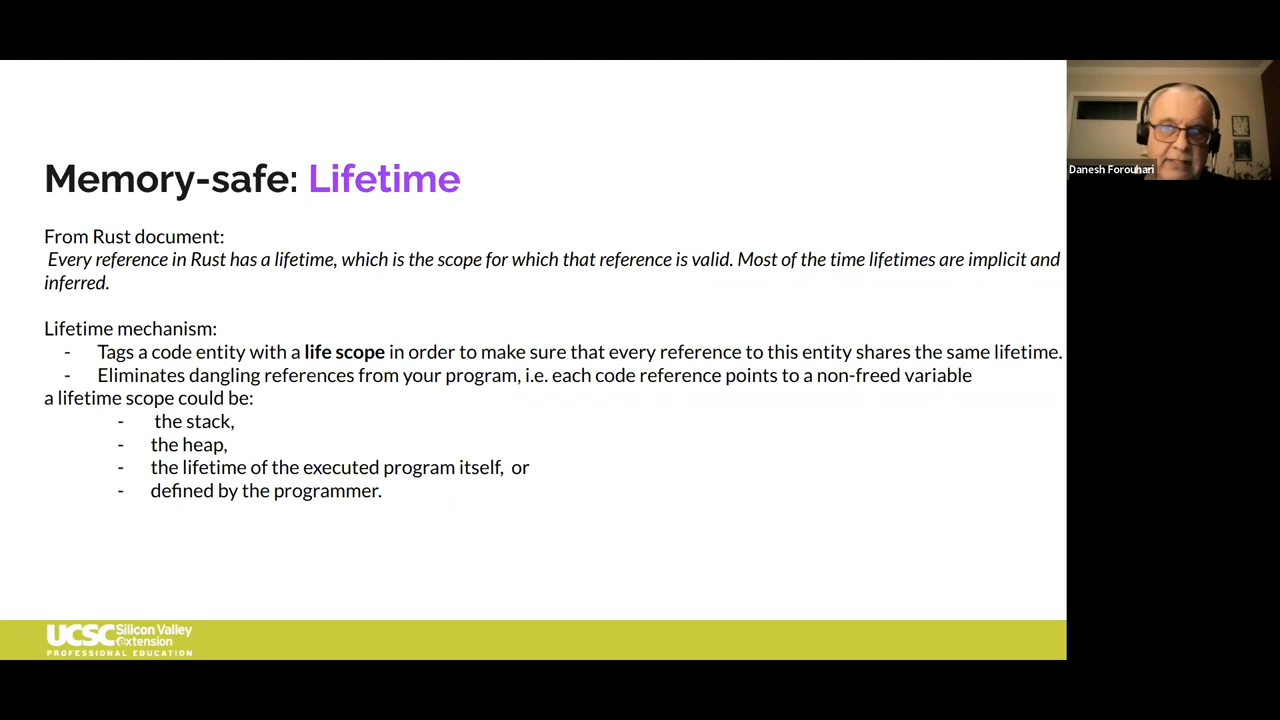 Memory-safe: Lifetime
From Rust document:
Every reference in Rust has a lifetime, which is the scope for which that reference is valid. Most of the time lifetimes are implicit and
inferred.
Lifetime mechanism:
- Tags a code entity with a life scope in order to make sure that every reference to this entity shares the same lifetime.
- Eliminates dangling references from your program, i.e. each code reference points to a non-freed variable
a lifetime scope could be:
- the stack,
- the heap,
- the lifetime of the executed program itself, or
- defined by the programmer.
UCSC Silicon Valley
extension
PROFESSIONAL EDUCATION
Danesh Forouhari